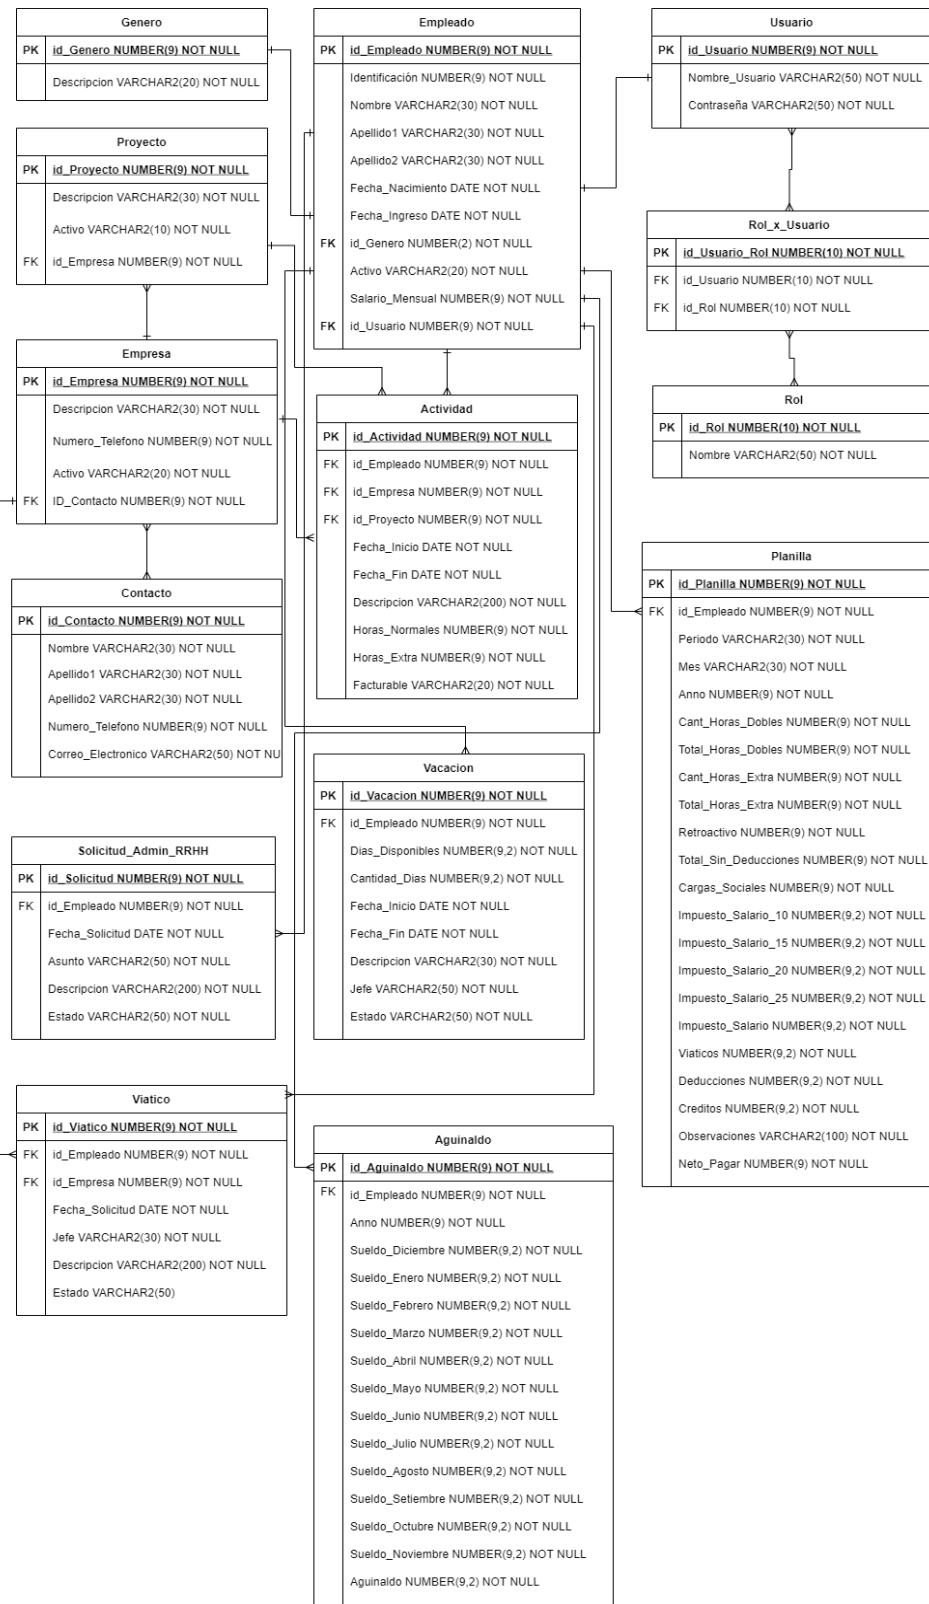 Genero
PK id_Genero NUMBER(9) NOT NULL
Descripcion VARCHAR2(20) NOT NULL
Proyecto
PK id_Proyecto NUMBER(9) NOT NULL
Descripcion VARCHAR2(30) NOT NULL
Activo VARCHAR2(10) NOT NULL
FK id_Empresa NUMBER(9) NOT NULL
Empresa
PK id_Empresa NUMBER(9) NOT NULL
Descripcion VARCHAR2(30) NOT NULL
Numero_Telefono NUMBER(9) NOT NULL
Activo VARCHAR2(20) NOT NULL
FK ID_Contacto NUMBER(9) NOT NULL
Contacto
PK id_Contacto NUMBER(9) NOT NULL
Nombre VARCHAR2(30) NOT NULL
Apellido1 VARCHAR2(30) NOT NULL
Apellido2 VARCHAR2(30) NOT NULL
Numero_Telefono NUMBER(9) NOT NULL
Correo_Electronico VARCHAR2(50) NOT NU
Solicitud_Admin_RRHH
PK id_Solicitud NUMBER(9) NOT NULL
FK id_Empleado NUMBER(9) NOT NULL
Fecha_Solicitud DATE NOT NULL
Asunto VARCHAR2(50) NOT NULL
Descripcion VARCHAR2(200) NOT NULL
Estado VARCHAR2(50) NOT NULL
Viatico
PK id_Viatico NUMBER(9) NOT NULL
FK id_Empleado NUMBER(9) NOT NULL
FK id_Empresa NUMBER(9) NOT NULL
Fecha_Solicitud DATE NOT NULL
Jefe VARCHAR2(30) NOT NULL
Descripcion VARCHAR2(200) NOT NULL
Estado VARCHAR2(50)
Empleado
PK id_Empleado NUMBER(9) NOT NULL
Identificación NUMBER(9) NOT NULL
Nombre VARCHAR2(30) NOT NULL
Apellido1 VARCHAR2(30) NOT NULL
Apellido2 VARCHAR2(30) NOT NULL
Fecha_Nacimiento DATE NOT NULL
Fecha_Ingreso DATE NOT NULL
FK id_Genero NUMBER(2) NOT NULL
Activo VARCHAR2(20) NOT NULL
Salario_Mensual NUMBER(9) NOT NULL
FK id_Usuario NUMBER(9) NOT NULL
Actividad
PK id_Actividad NUMBER(9) NOT NULL
FK id_Empleado NUMBER(9) NOT NULL
FK id_Empresa NUMBER(9) NOT NULL
FK id_Proyecto NUMBER(9) NOT NULL
Fecha_Inicio DATE NOT NULL
Fecha_Fin DATE NOT NULL
Descripcion VARCHAR2(200) NOT NULL
Horas_Normales NUMBER(9) NOT NULL
Horas_Extra NUMBER(9) NOT NULL
Facturable VARCHAR2(20) NOT NULL
Vacacion
PK id_Vacacion NUMBER(9) NOT NULL
FK id_Empleado NUMBER(9) NOT NULL
Dias_Disponibles NUMBER(9,2) NOT NULL
Cantidad_Dias NUMBER(9,2) NOT NULL
Fecha_Inicio DATE NOT NULL
Fecha_Fin DATE NOT NULL
Descripcion VARCHAR2(30) NOT NULL
Jefe VARCHAR2(50) NOT NULL
Estado VARCHAR2(50) NOT NULL
Aguinaldo
PK id_Aguinaldo NUMBER(9) NOT NULL
FK id_Empleado NUMBER(9) NOT NULL
Anno NUMBER(9) NOT NULL
Sueldo_Diciembre NUMBER(9,2) NOT NULL
Sueldo_Enero NUMBER(9,2) NOT NULL
Sueldo_Febrero NUMBER(9,2) NOT NULL
Sueldo_Marzo NUMBER(9,2) NOT NULL
Sueldo_Abril NUMBER(9,2) NOT NULL
Sueldo_Mayo NUMBER(9,2) NOT NULL
Sueldo_Junio NUMBER(9,2) NOT NULL
Sueldo_Julio NUMBER(9,2) NOT NULL
Sueldo_Agosto NUMBER(9,2) NOT NULL
Sueldo_Setiembre NUMBER(9,2) NOT NULL
Sueldo_Octubre NUMBER(9,2) NOT NULL
Sueldo_Noviembre NUMBER(9,2) NOT NULL
Aguinaldo NUMBER(9,2) NOT NULL
Usuario
PK id_Usuario NUMBER(9) NOT NULL
Nombre_Usuario VARCHAR2(50) NOT NULL
Contraseña VARCHAR2(50) NOT NULL
Rol_x_Usuario
PK id_Usuario_Rol NUMBER(10) NOT NULL
FK id_Usuario NUMBER(10) NOT NULL
FK id_Rol NUMBER(10) NOT NULL
Rol
PK id_Rol NUMBER(10) NOT NULL
Nombre VARCHAR2(50) NOT NULL
Planilla
PK id_Planilla NUMBER(9) NOT NULL
FK id_Empleado NUMBER(9) NOT NULL
Periodo VARCHAR2(30) NOT NULL
Mes VARCHAR2(30) NOT NULL
Anno NUMBER(9) NOT NULL
Cant_Horas_Dobles NUMBER(9) NOT NULL
Total_Horas_Dobles NUMBER(9) NOT NULL
Cant_Horas_Extra NUMBER(9) NOT NULL
Total_Horas_Extra NUMBER(9) NOT NULL
Retroactivo NUMBER(9) NOT NULL
Total_Sin_Deducciones NUMBER(9) NOT NULL
Cargas_Sociales NUMBER(9) NOT NULL
Impuesto_Salario_10 NUMBER(9,2) NOT NULL
Impuesto_Salario_15 NUMBER(9,2) NOT NULL
Impuesto_Salario_20 NUMBER(9,2) NOT NULL
Impuesto_Salario_25 NUMBER(9,2) NOT NULL
Impuesto_Salario NUMBER(9,2) NOT NULL
Viaticos NUMBER(9,2) NOT NULL
Deducciones NUMBER(9,2) NOT NULL
Creditos NUMBER(9,2) NOT NULL
Observaciones VARCHAR2(100) NOT NULL
Neto_Pagar NUMBER(9) NOT NULL